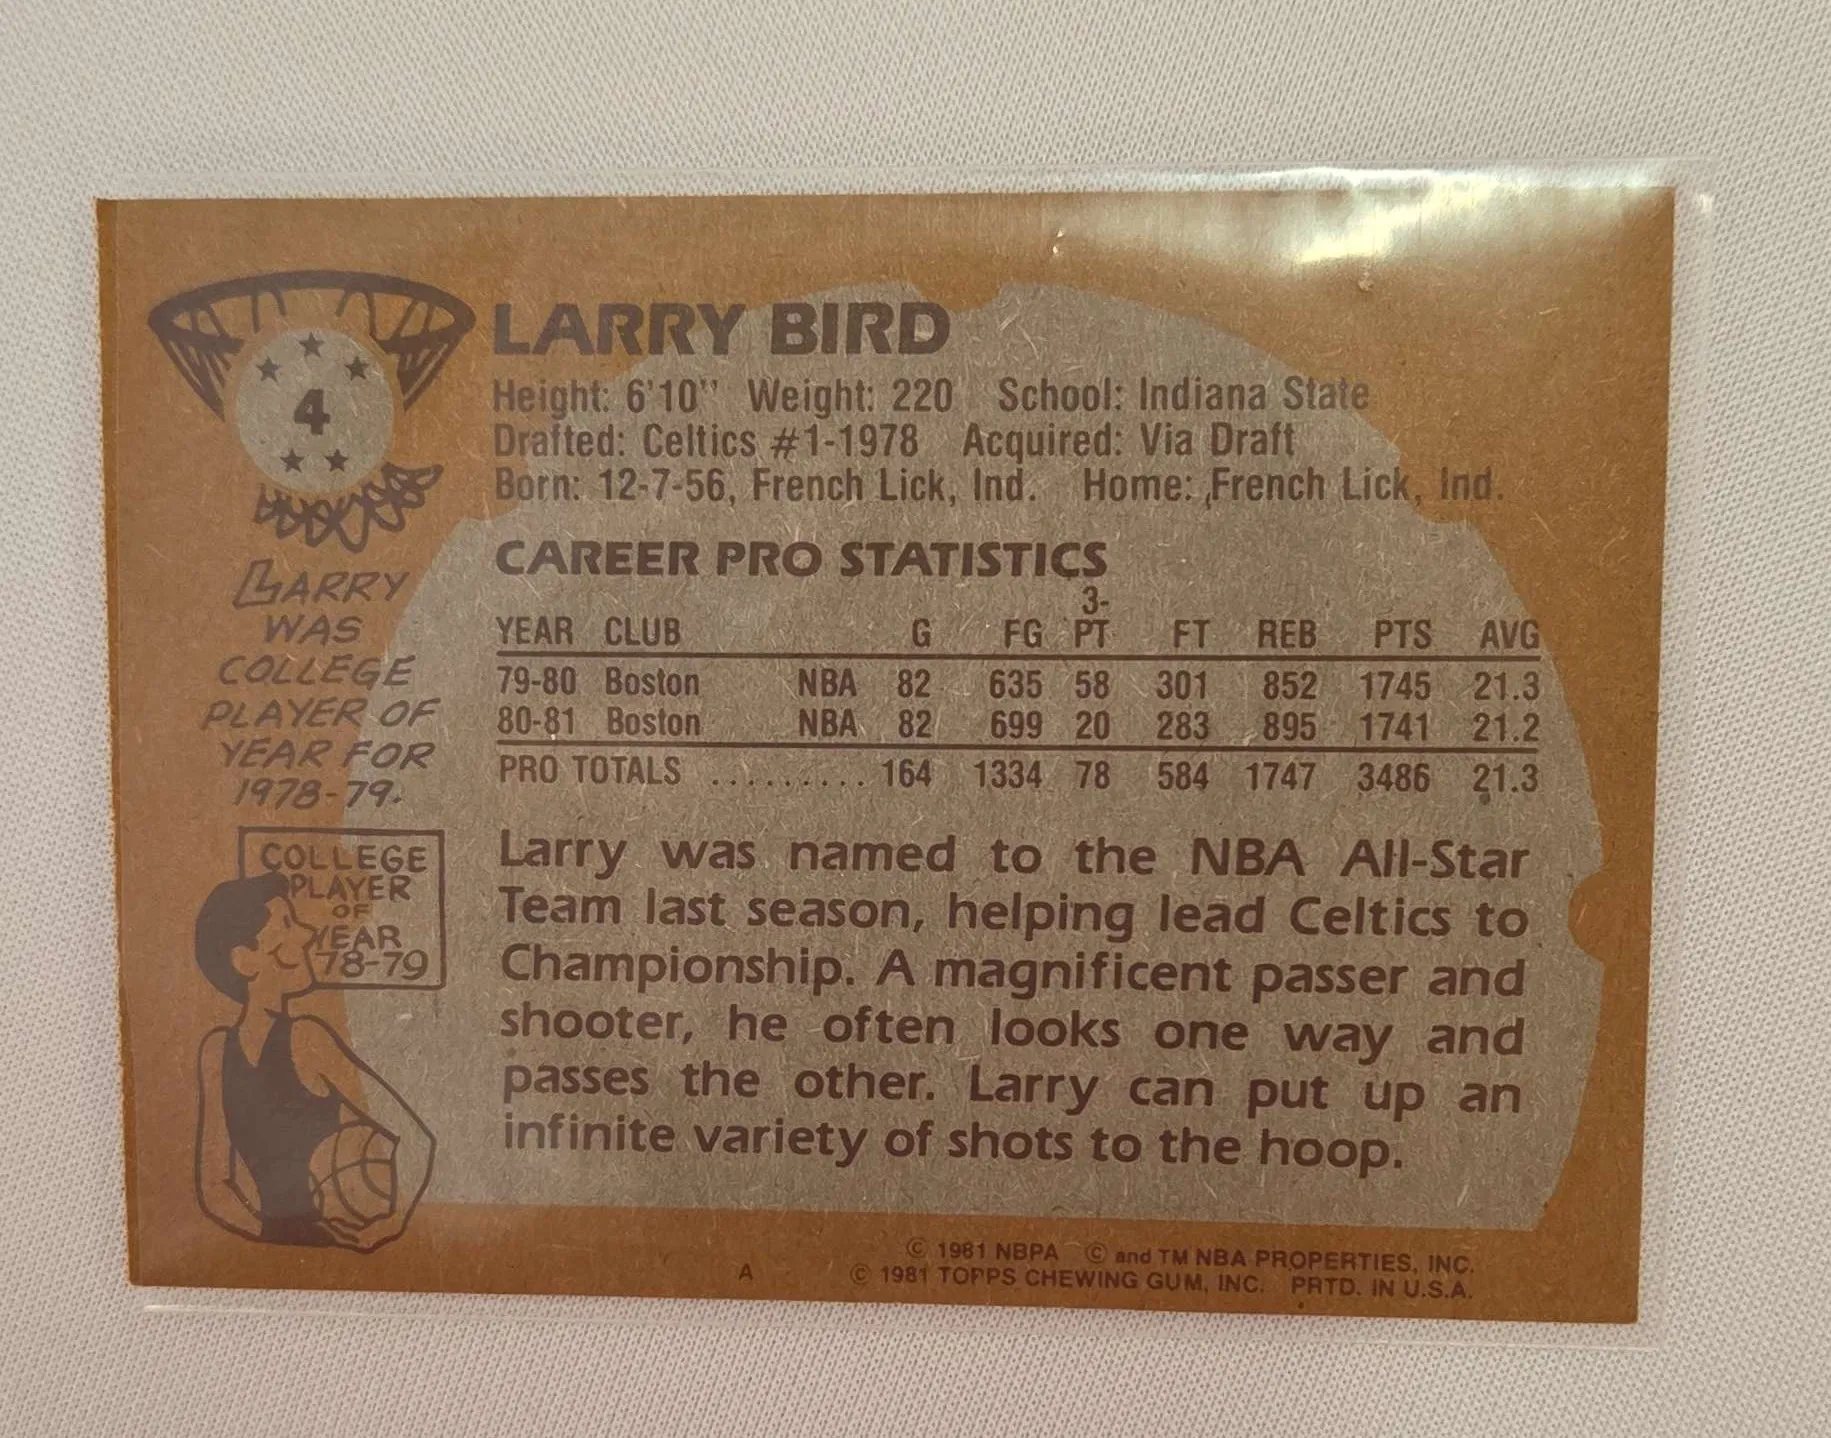 4
LARRY BIRD
Height: 6'10" Weight: 220 School: Indiana State
Drafted: Celtics #1-1978 Acquired: Via Draft
Born: 12-7-56, French Lick, Ind. Home: French Lick, Ind.
LARRY
WAS
COLLEGE
PLAYER OF
YEAR FOR
1978-79.
COLLEGE
PLAYER
OF
YEAR
78-79
CAREER PRO STATISTICS
3-
YEAR CLUB G FG PT FT REB PTS AVG
79-80 Boston NBA 82 635 58 301 852 1745 21.3
80-81 Boston NBA 82 699 20 283 895 1741 21.2
PRO TOTALS .......... 164 1334 78 584 1747 3486 21.3
Larry was named to the NBA All-Star
Team last season, helping lead Celtics to
Championship. A magnificent passer and
shooter, he often looks one way and
passes the other. Larry can put up an
infinite variety of shots to the hoop.
© 1981 NBPA © and TM NBA PROPERTIES, INC.
A © 1981 TOPPS CHEWING GUM, INC. PRTD. IN U.S.A.